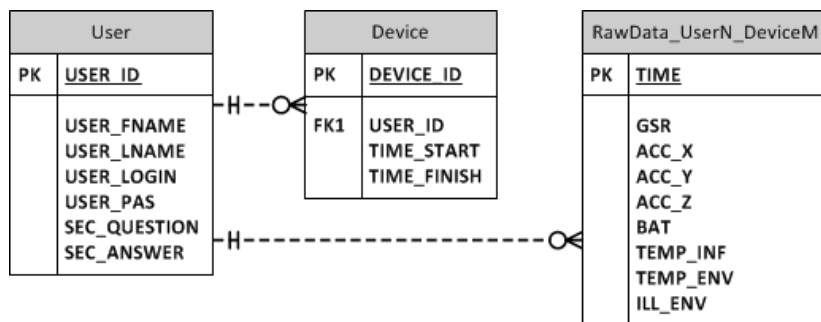 User
PK USER_ID
USER_FNAME
USER_LNAME
USER_LOGIN
USER_PAS
SEC_QUESTION
SEC_ANSWER
Device
PK DEVICE_ID
FK1 USER_ID
TIME_START
TIME_FINISH
RawData_UserN_DeviceM
PK TIME
GSR
ACC_X
ACC_Y
ACC_Z
BAT
TEMP_INF
TEMP_ENV
ILL_ENV